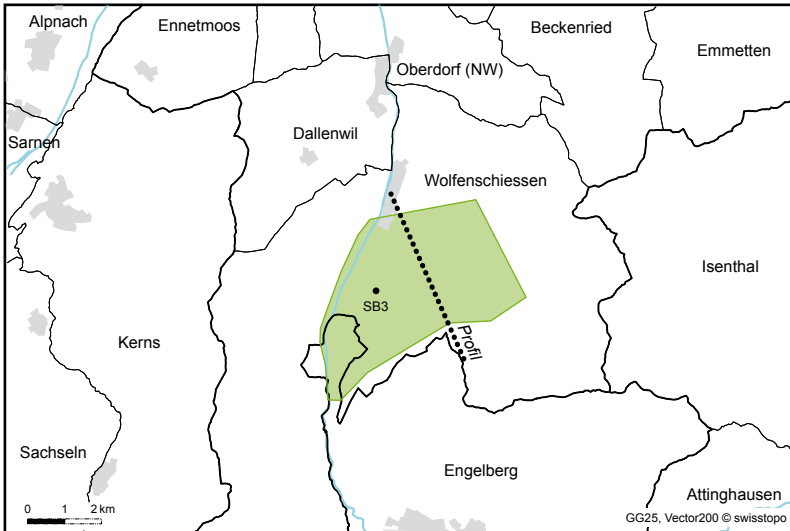 Alpnach
Ennetmoos
Beckenried
Emmetten
Oberdorf (NW)
Dallenwil
Sarnen
Wolfenschiessen
Isenthal
SB3
Profil
Kerns
Sachseln
Engelberg
Attinghausen
0 1 2 km
GG25, Vector200 © swisstopo